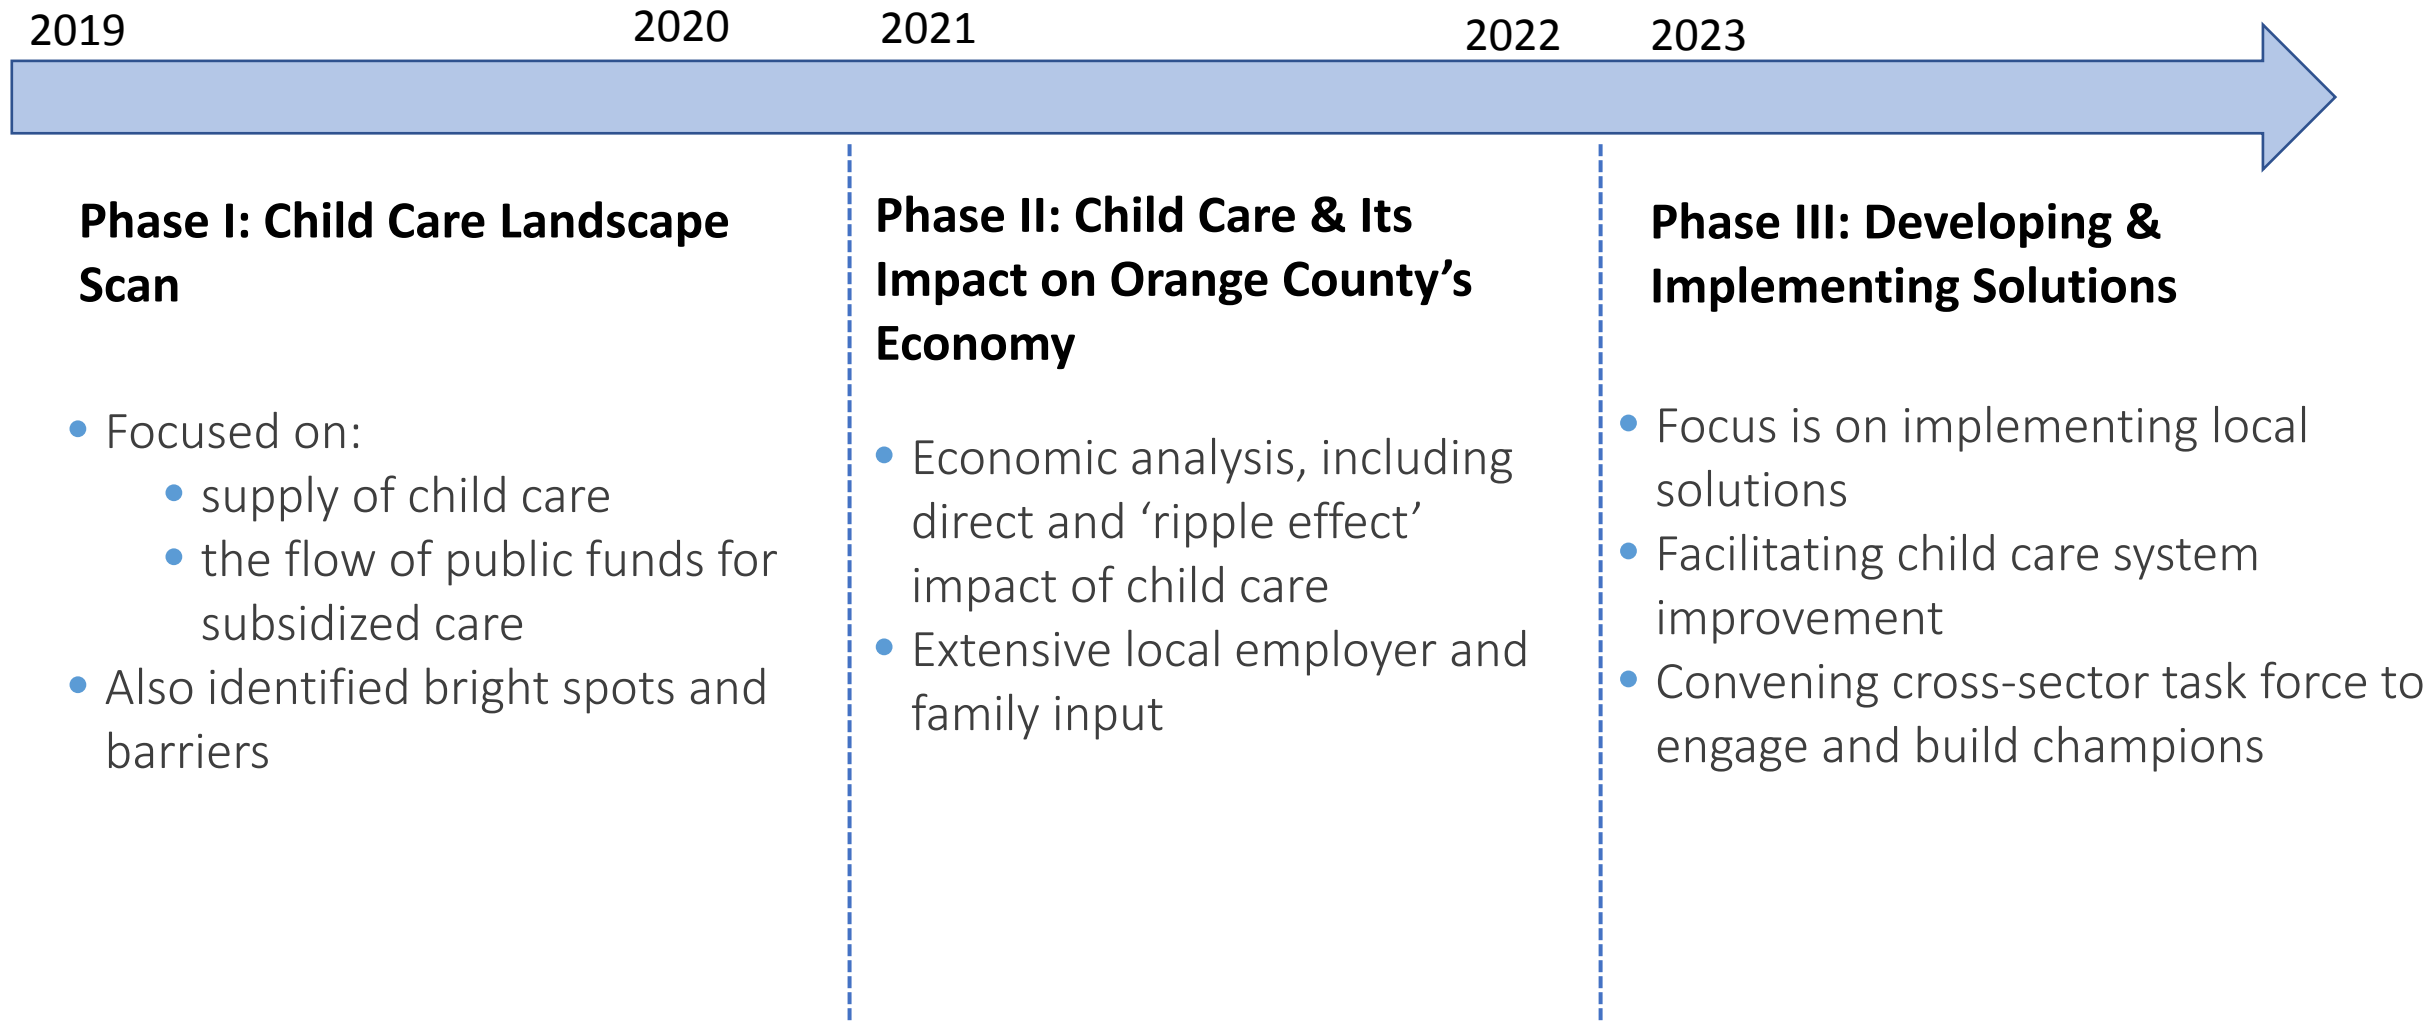 2019
2020
2021
2022
2023
Phase I: Child Care Landscape
Scan
• Focused on:
• supply of child care
• the flow of public funds for
subsidized care
• Also identified bright spots and
barriers
Phase II: Child Care & Its
Impact on Orange County’s
Economy
• Economic analysis, including
direct and ‘ripple effect’
impact of child care
• Extensive local employer and
family input
Phase III: Developing &
Implementing Solutions
• Focus is on implementing local
solutions
• Facilitating child care system
improvement
• Convening cross-sector task force to
engage and build champions